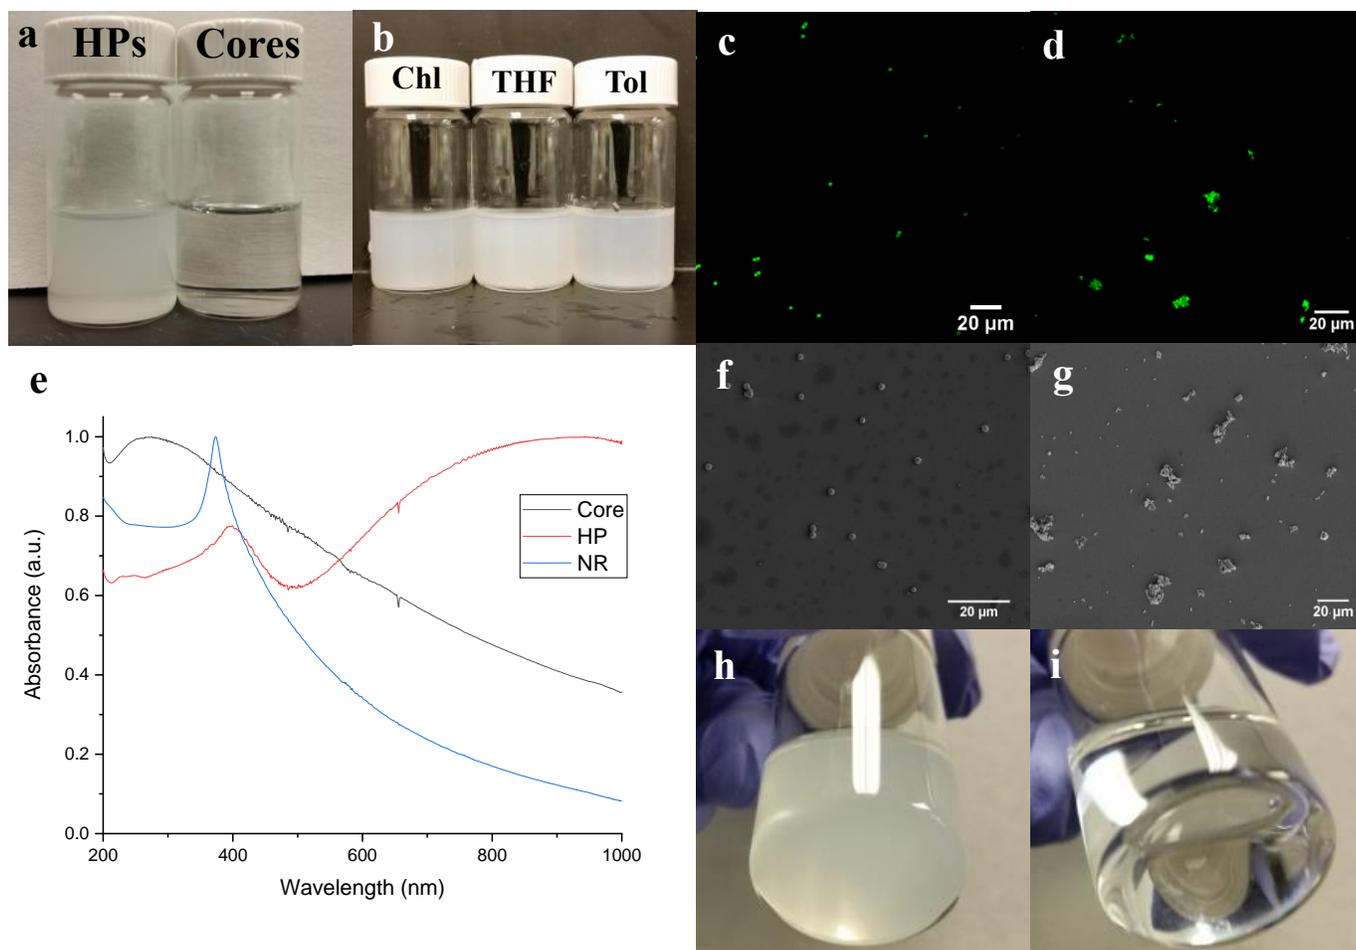 a
HPs
Cores
b
Chl
THF
Tol
c
20 µm
d
20 µm
e
1.0
0.8
0.6
0.4
0.2
0.0
200
400
600
800
1000
Absorbance (a.u.)
Wavelength (nm)
Core
HP
NR
f
20 µm
g
20 µm
h
i